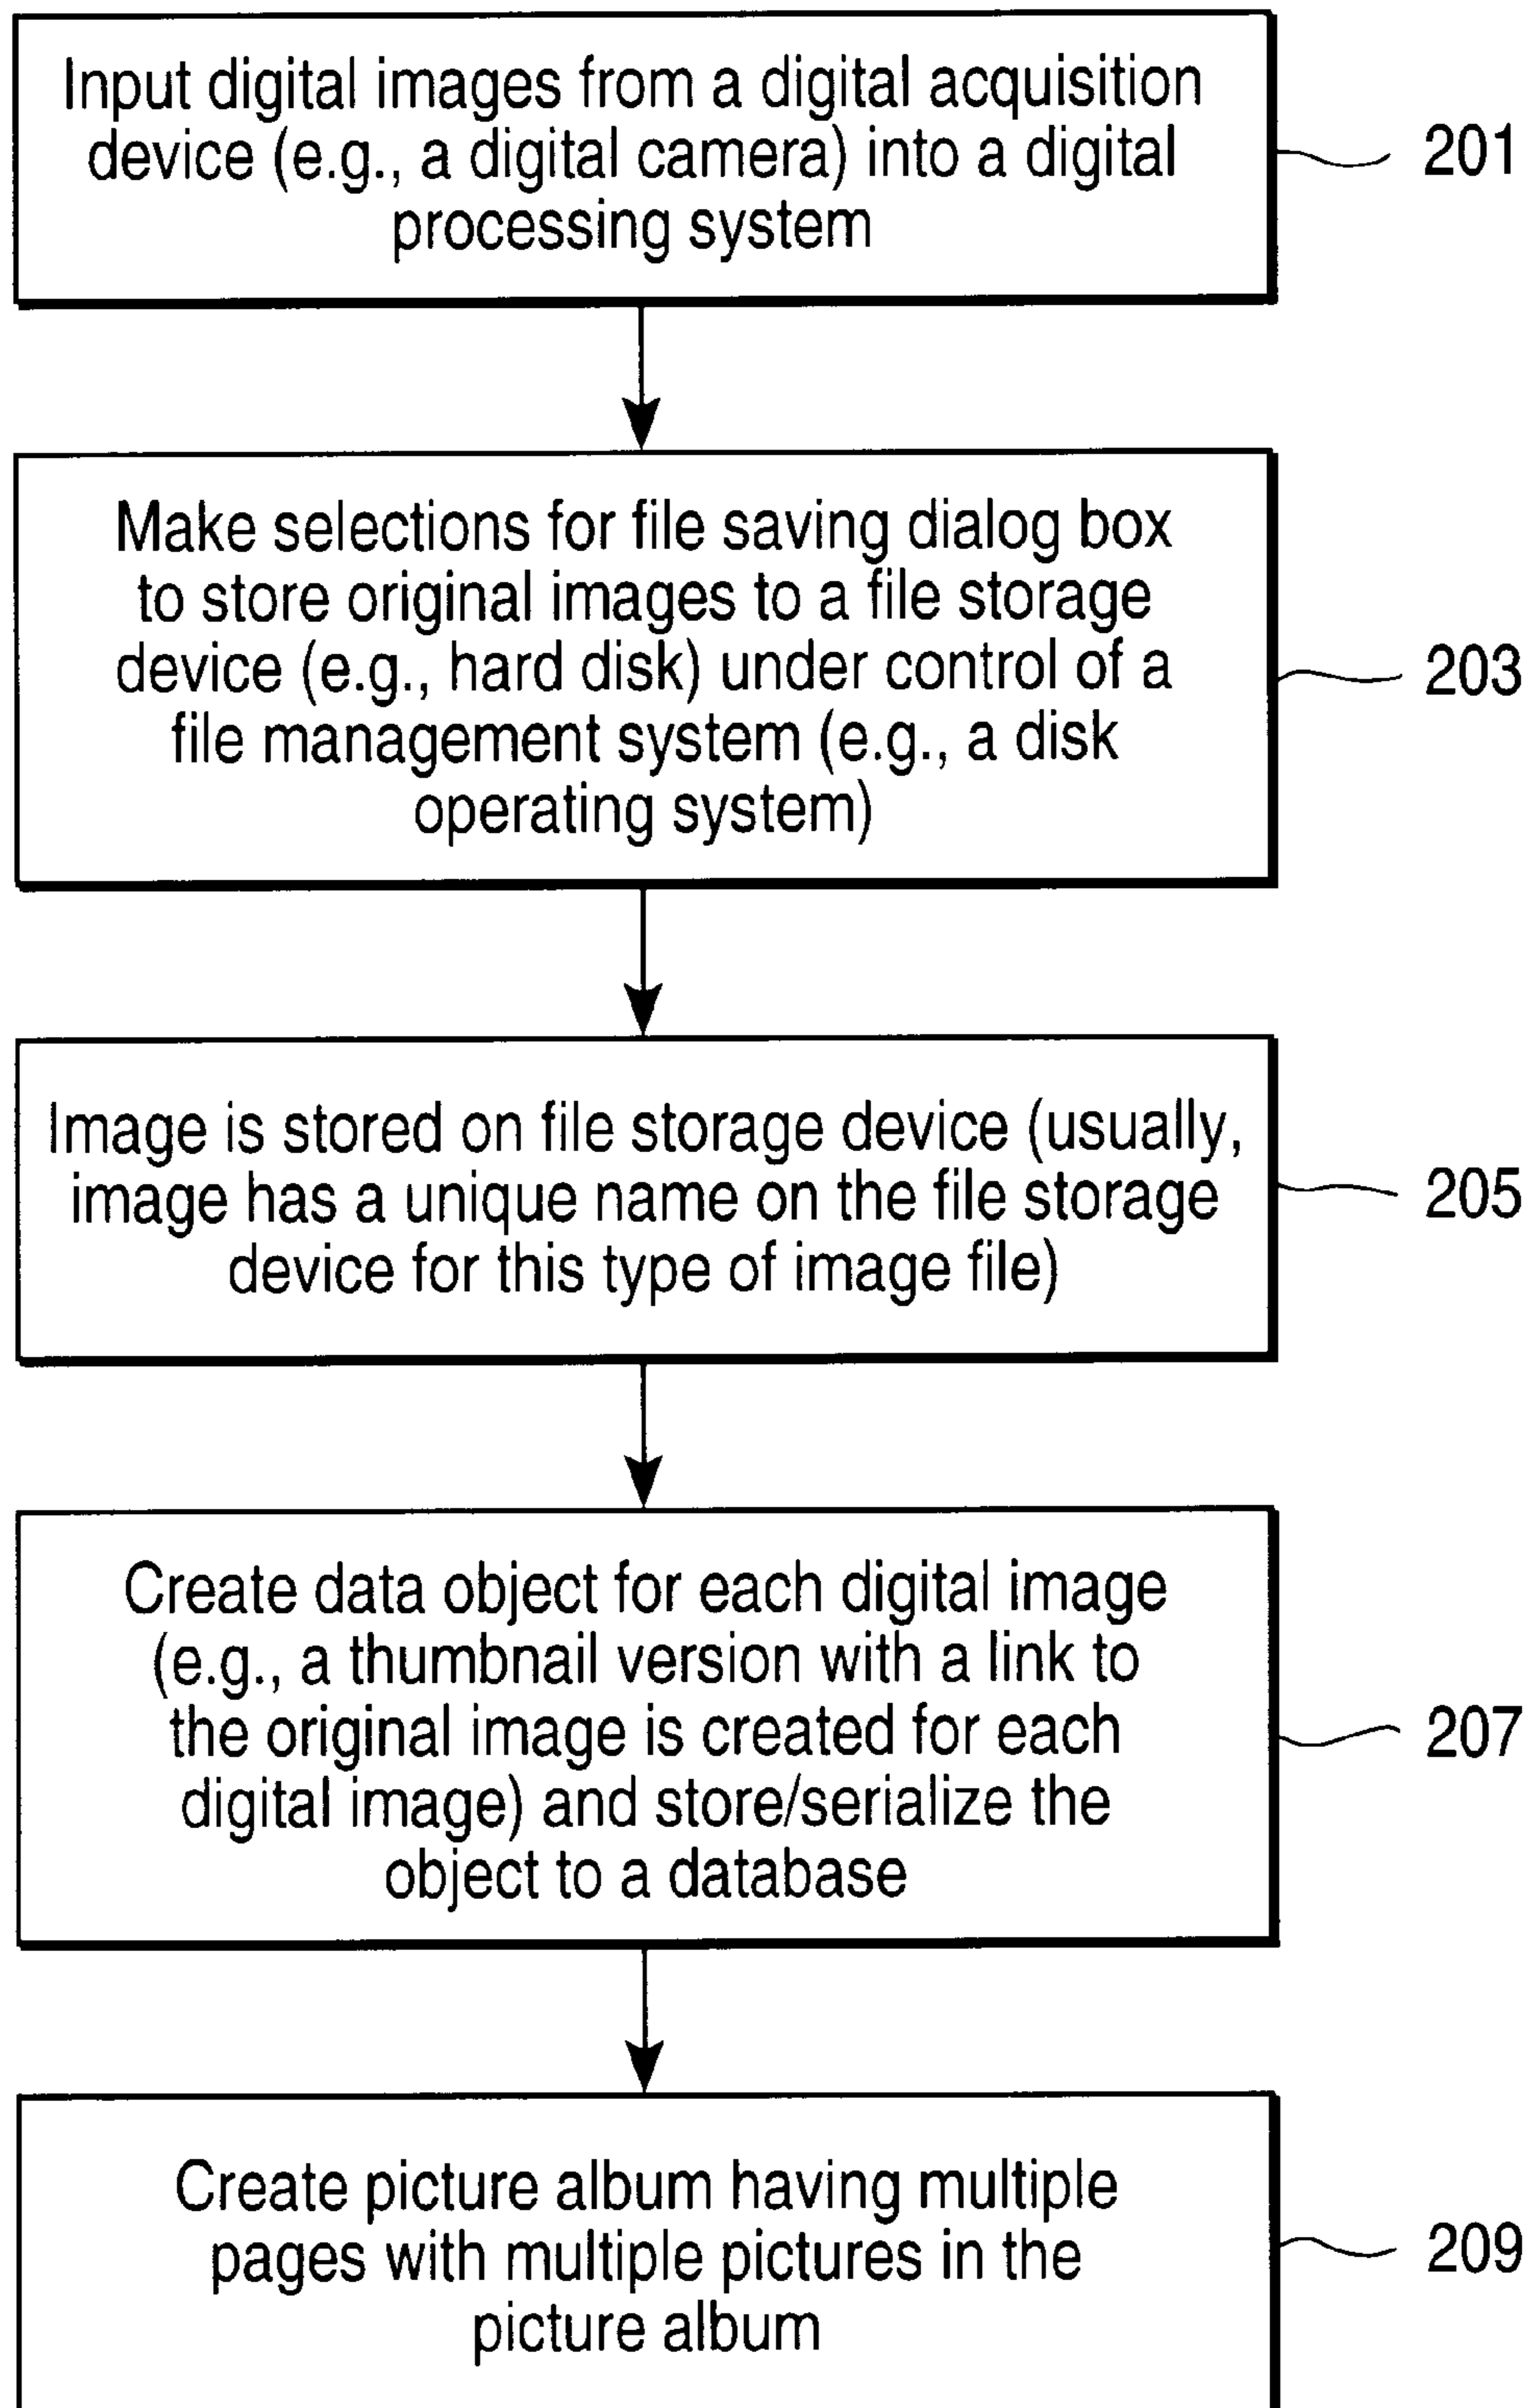 Input digital images from a digital acquisition
device (e.g., a digital camera) into a digital
processing system
201
Make selections for file saving dialog box
to store original images to a file storage
device (e.g., hard disk) under control of a
file management system (e.g., a disk
operating system)
203
Image is stored on file storage device (usually,
image has a unique name on the file storage
device for this type of image file)
205
Create data object for each digital image
(e.g., a thumbnail version with a link to
the original image is created for each
digital image) and store/serialize the
object to a database
207
Create picture album having multiple
pages with multiple pictures in the
picture album
209